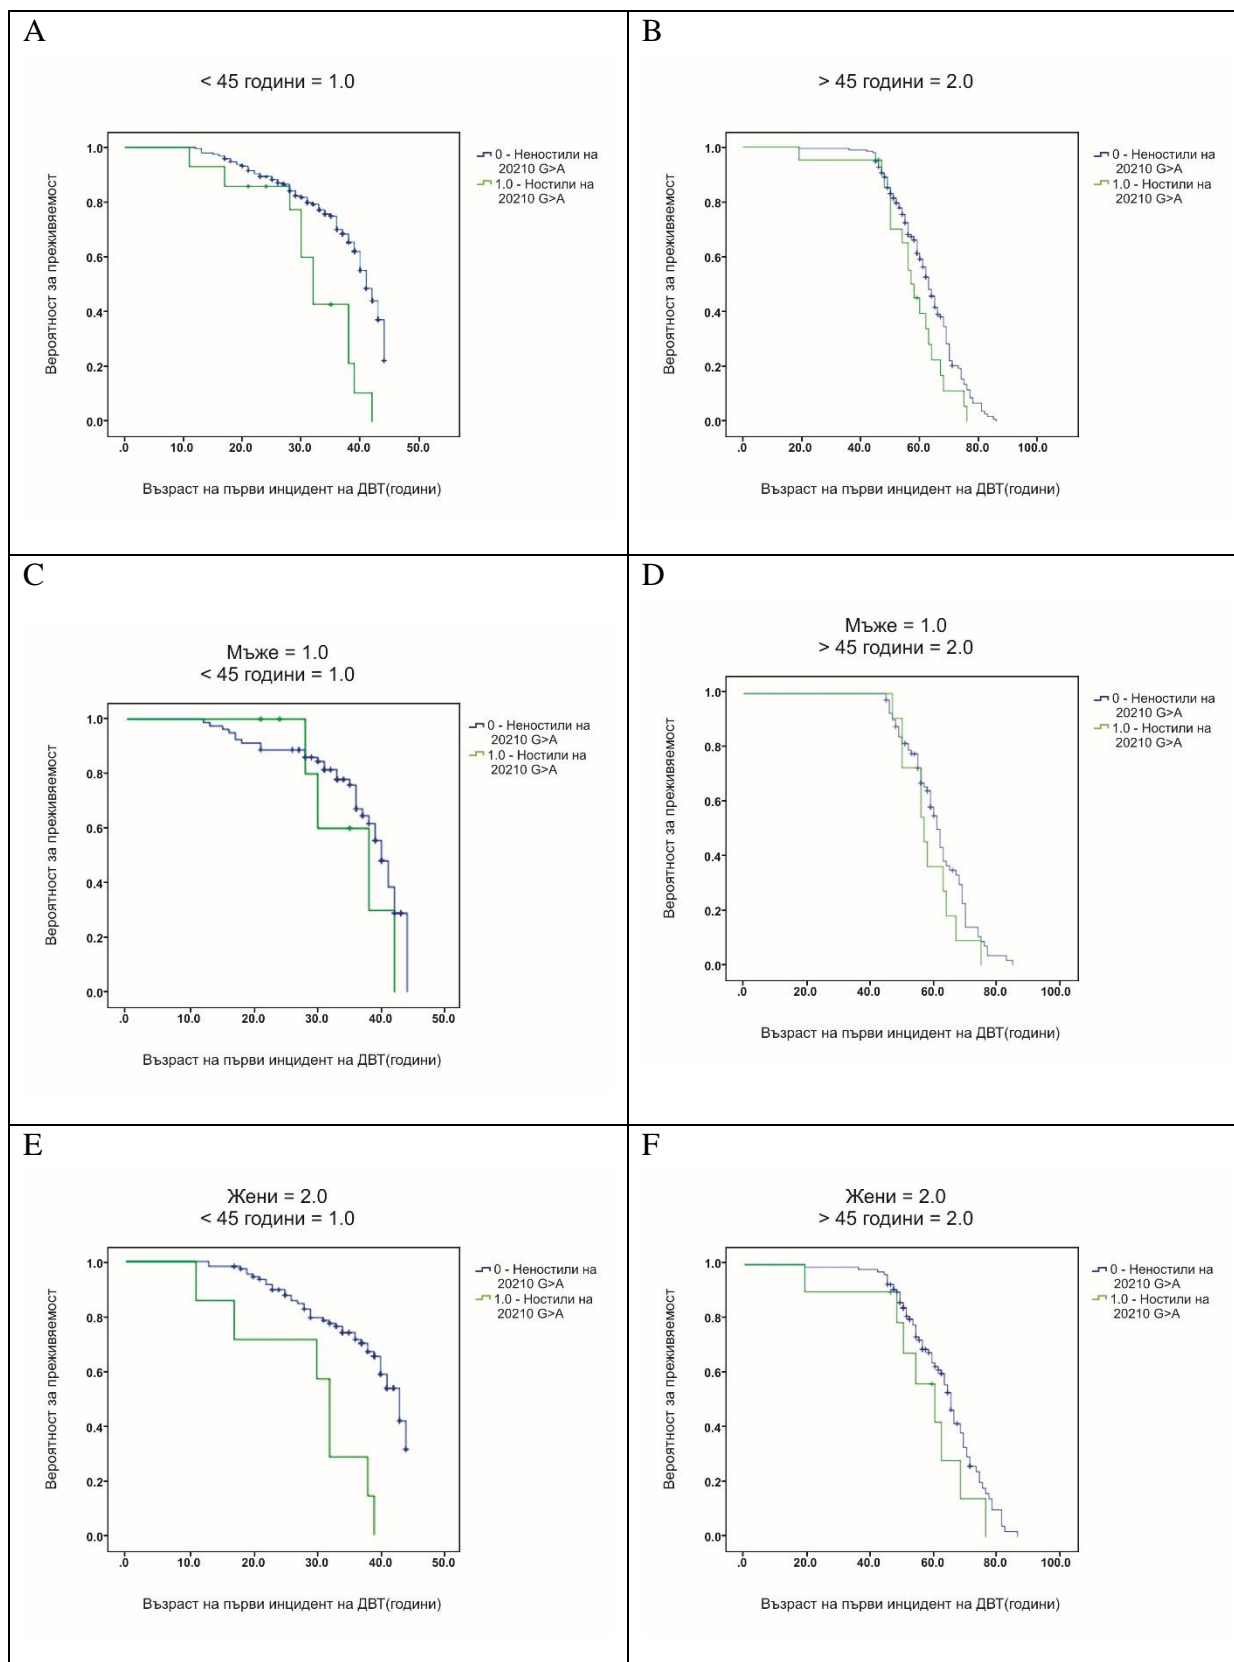 A
< 45 години = 1.0
0 - Неностили на
20210 G>A
1.0 - Ностили на
20210 G>A
Вероятност за преживяемост
1.0
0.8
0.6
0.4
0.2
0.0
.0 10.0 20.0 30.0 40.0 50.0
Възраст на първи инцидент на ДВТ(години)
B
> 45 години = 2.0
0 - Неностили на
20210 G>A
1.0 - Ностили на
20210 G>A
Вероятност за преживяемост
1.0
0.8
0.6
0.4
0.2
0.0
.0 20.0 40.0 60.0 80.0 100.0
Възраст на първи инцидент на ДВТ(години)
C
Мъже = 1.0
< 45 години = 1.0
0 - Неностили на
20210 G>A
1.0 - Ностили на
20210 G>A
Вероятност за преживяемост
1.0
0.8
0.6
0.4
0.2
0.0
.0 10.0 20.0 30.0 40.0 50.0
Възраст на първи инцидент на ДВТ(години)
D
Мъже = 1.0
> 45 години = 2.0
0 - Неностили на
20210 G>A
1.0 - Ностили на
20210 G>A
Вероятност за преживяемост
1.0
0.8
0.6
0.4
0.2
0.0
.0 20.0 40.0 60.0 80.0 100.0
Възраст на първи инцидент на ДВТ(години)
E
Жени = 2.0
< 45 години = 1.0
0 - Неностили на
20210 G>A
1.0 - Ностили на
20210 G>A
Вероятност за преживяемост
1.0
0.8
0.6
0.4
0.2
0.0
.0 10.0 20.0 30.0 40.0 50.0
Възраст на първи инцидент на ДВТ(години)
F
Жени = 2.0
> 45 години = 2.0
0 - Неностили на
20210 G>A
1.0 - Ностили на
20210 G>A
Вероятност за преживяемост
1.0
0.8
0.6
0.4
0.2
0.0
.0 20.0 40.0 60.0 80.0 100.0
Възраст на първи инцидент на ДВТ(години)